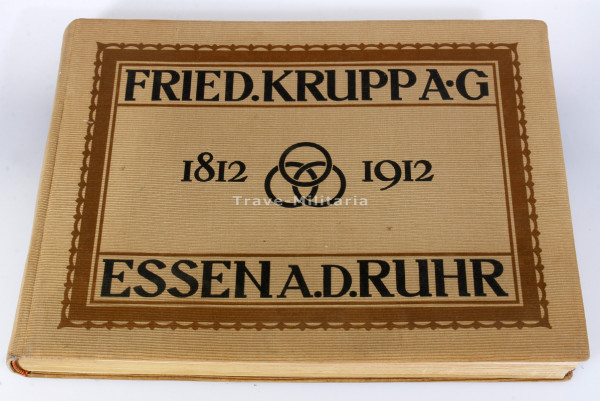 FRIED. KRUPP A·G
1812 1912
Trave-Militaria
ESSEN A.D. RUHR